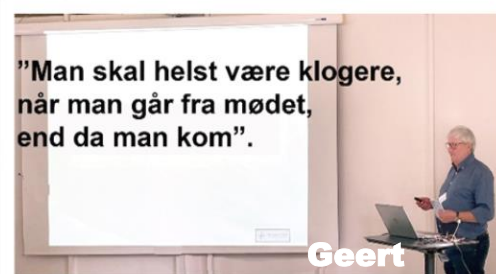 ”Man skal helst være klogere,
når man går fra mødet,
end da man kom”.
Geert